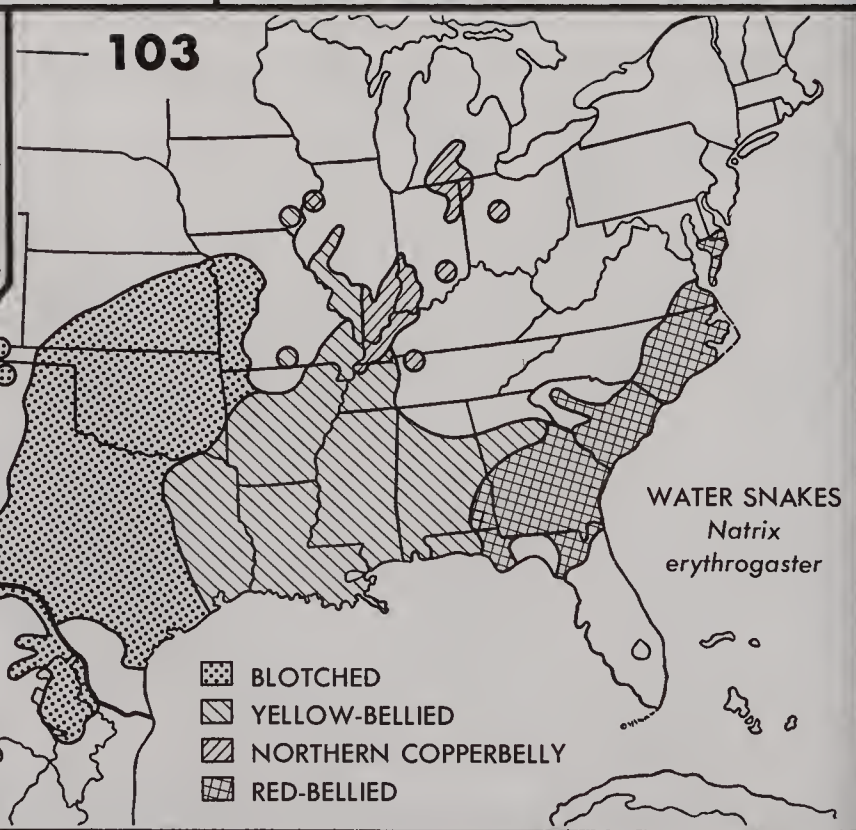 103
WATER SNAKES
Natrix
erythrogaster
BLOTCHED
YELLOW-BELLIED
NORTHERN COPPERBELLY
RED-BELLIED